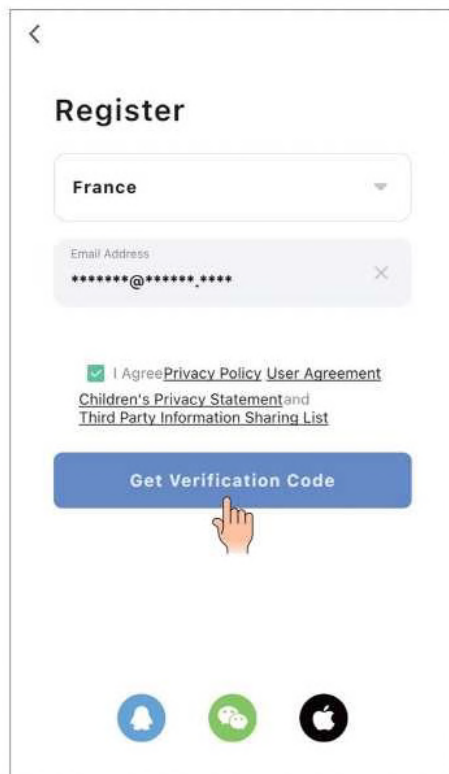 Register
France
Email Address
*******@******.****
I AgreePrivacy Policy User Agreement
Children's Privacy Statementand
Third Party Information Sharing List
Get Verification Code